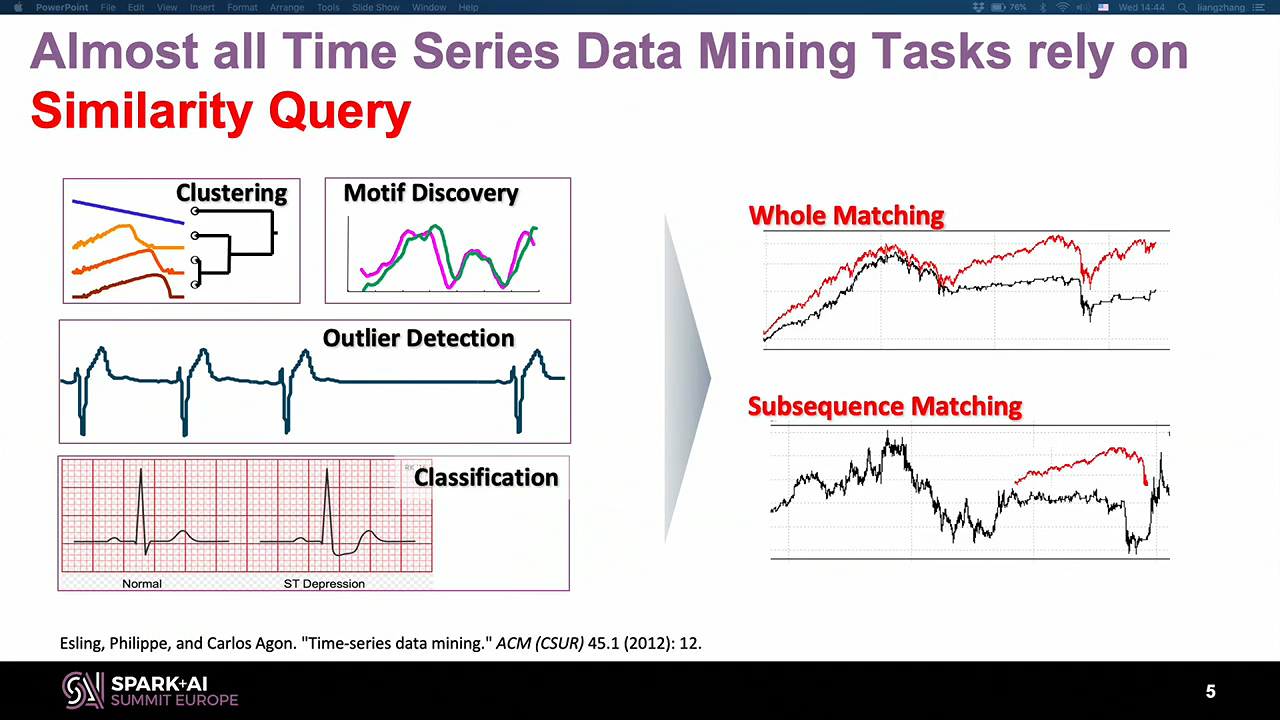 PowerPoint File Edit View Insert Format Arrange Tools Slide Show Window Help 76% Wed 14:44 liangzhang
Almost all Time Series Data Mining Tasks rely on
Similarity Query
Clustering
Motif Discovery
Outlier Detection
Classification
Normal
ST Depression
Whole Matching
Subsequence Matching
Esling, Philippe, and Carlos Agon. "Time-series data mining." ACM (CSUR) 45.1 (2012): 12.
SPARK+AI
SUMMIT EUROPE
5